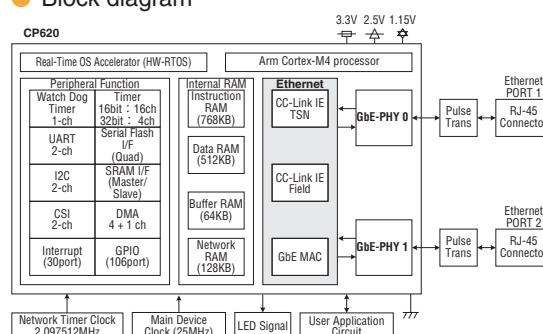 Block diagram
3.3V 2.5V 1.15V
CP620
Real-Time OS Accelerator (HW-RTOS)
Arm Cortex-M4 processor
Peripheral Function
Watch Dog
Timer
1-ch
Timer
16bit : 16ch
32bit : 4ch
UART
2-ch
Serial Flash
I/F
(Quad)
I2C
2-ch
SRAM I/F
(Master/
Slave)
CSI
2-ch
DMA
4 + 1 ch
Interrupt
(30port)
GPIO
(106port)
Internal RAM
Instruction
RAM
(768KB)
Data RAM
(512KB)
Buffer RAM
(64KB)
Network
RAM
(128KB)
Ethernet
CC-Link IE
TSN
CC-Link IE
Field
GbE MAC
GbE-PHY 0
GbE-PHY 1
Pulse
Trans
Ethernet
PORT 1
RJ-45
Connecto
Pulse
Trans
Ethernet
PORT 2
RJ-45
Connecto
Network Timer Clock
2.097512MHz
Main Device
Clock (25MHz)
LED Signal
User Application
Circuit